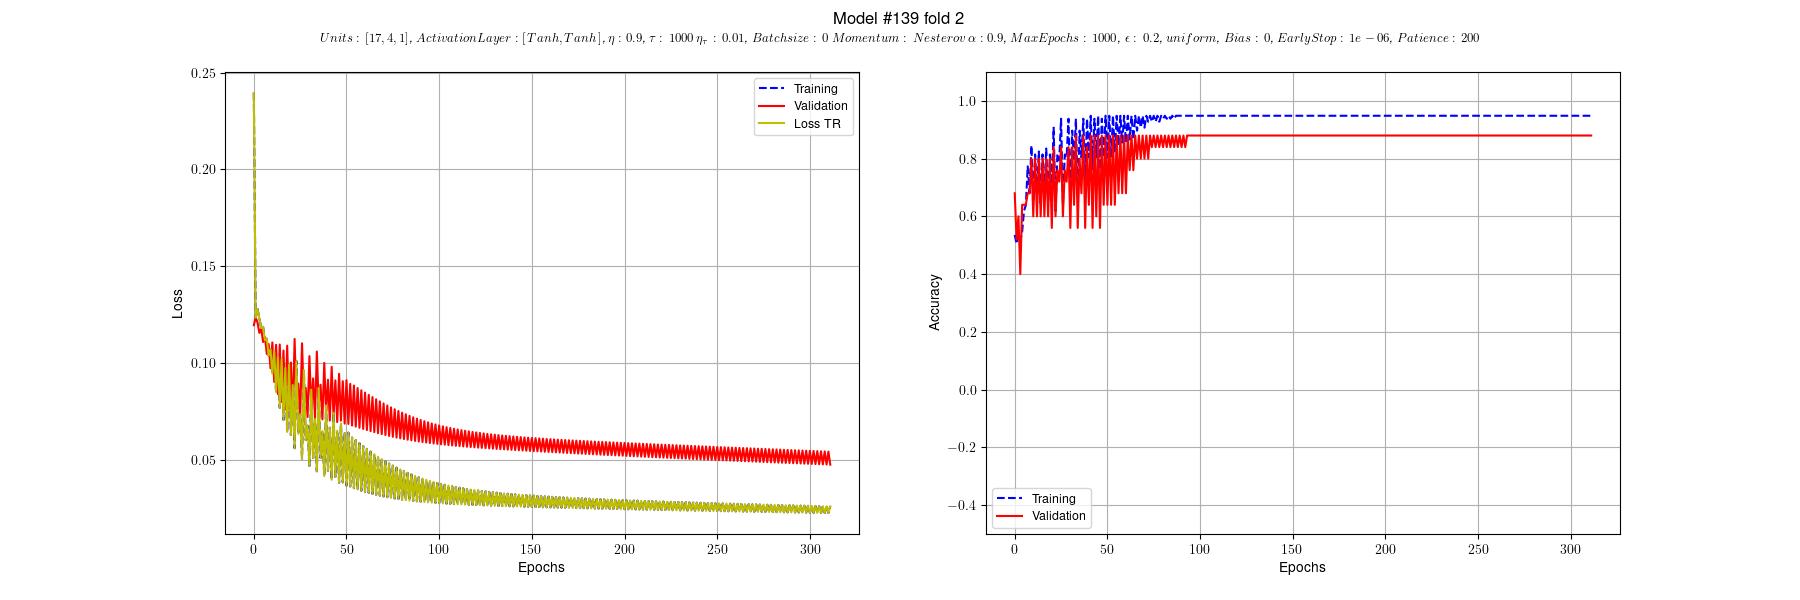 Model #139 fold 2
Units : [17, 4, 1], ActivationLayer : [Tanh, Tanh], η : 0.9, τ : 1000 η_τ : 0.01, Batchsize : 0 Momentum : Nesterov α : 0.9, MaxEpochs : 1000, ϵ : 0.2, uniform, Bias : 0, EarlyStop : 1e − 06, Patience : 200
0.25
0.20
0.15
0.10
0.05
Loss
Training
Validation
Loss TR
0 50 100 150 200 250 300
Epochs
1.0
0.8
0.6
0.4
0.2
0.0
−0.2
−0.4
Accuracy
Training
Validation
0 50 100 150 200 250 300
Epochs